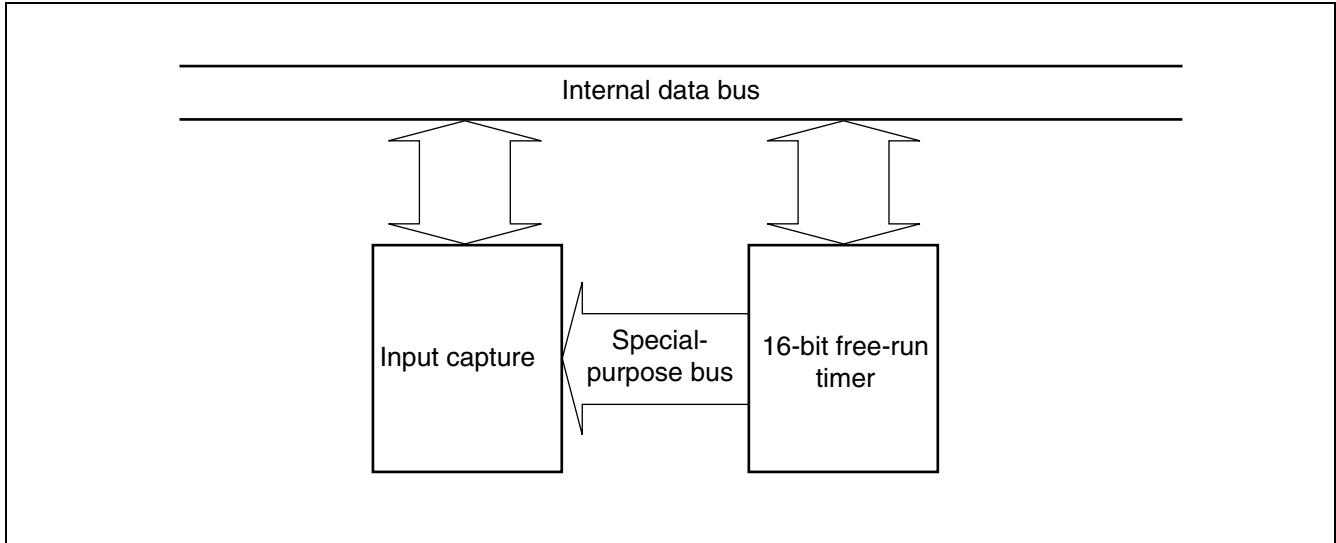 Internal data bus
Input capture
Special-
purpose bus
16-bit free-run
timer